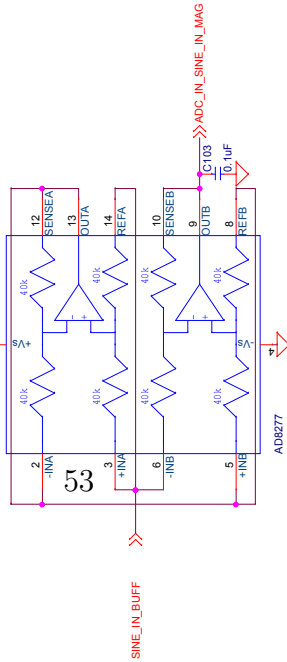 ADC_IN_SINE_IN_MAG
C103
0.1uF
12
13
14
10
9
8
SENSEA
OUTA
REFA
SENSEB
OUTB
REFB
40k
40k
40k
40k
+Vs
-Vs
4
40k
40k
40k
40k
2
3
6
5
-INA
+INA
-INB
+INB
AD8277
53
SINE_IN_BUFF